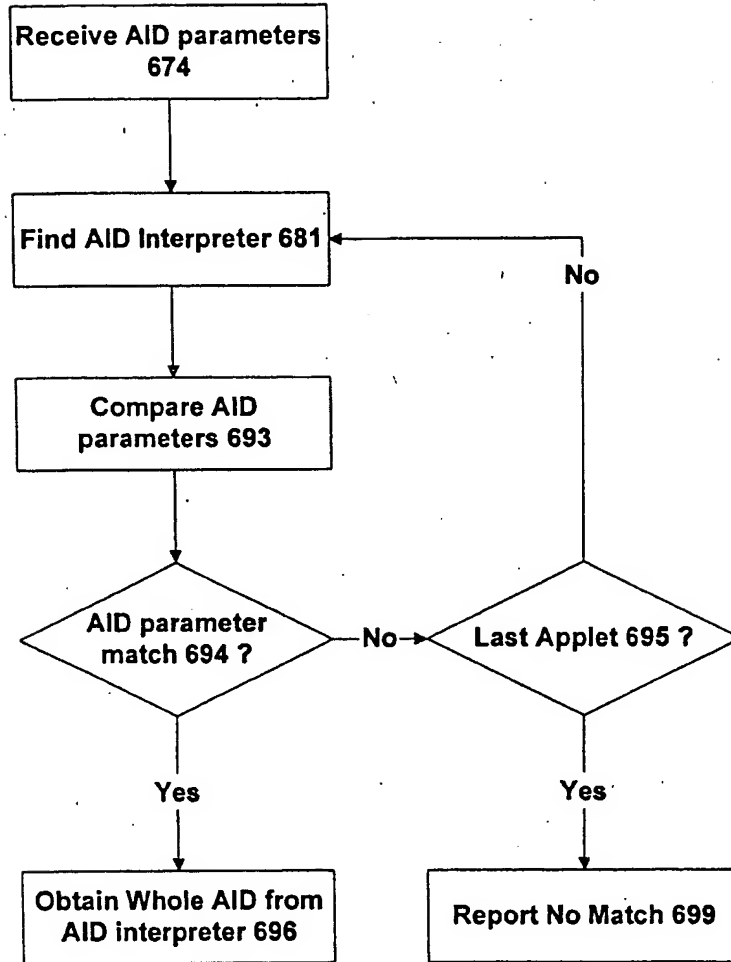 Receive AID parameters
674
Find AID Interpreter 681
No
Compare AID
parameters 693
AID parameter
match 694 ?
No
Last Applet 695 ?
Yes
Yes
Obtain Whole AID from
AID interpreter 696
Report No Match 699